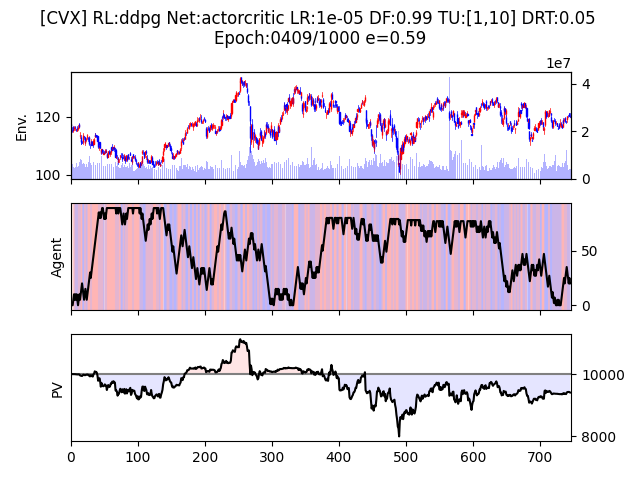 [CVX] RL:ddpg Net:actorcritic LR:1e-05 DF:0.99 TU:[1,10] DRT:0.05
Epoch:0409/1000 e=0.59
1e7
Env.
120
100
4
2
0
Agent
50
0
PV
10000
8000
0 100 200 300 400 500 600 700